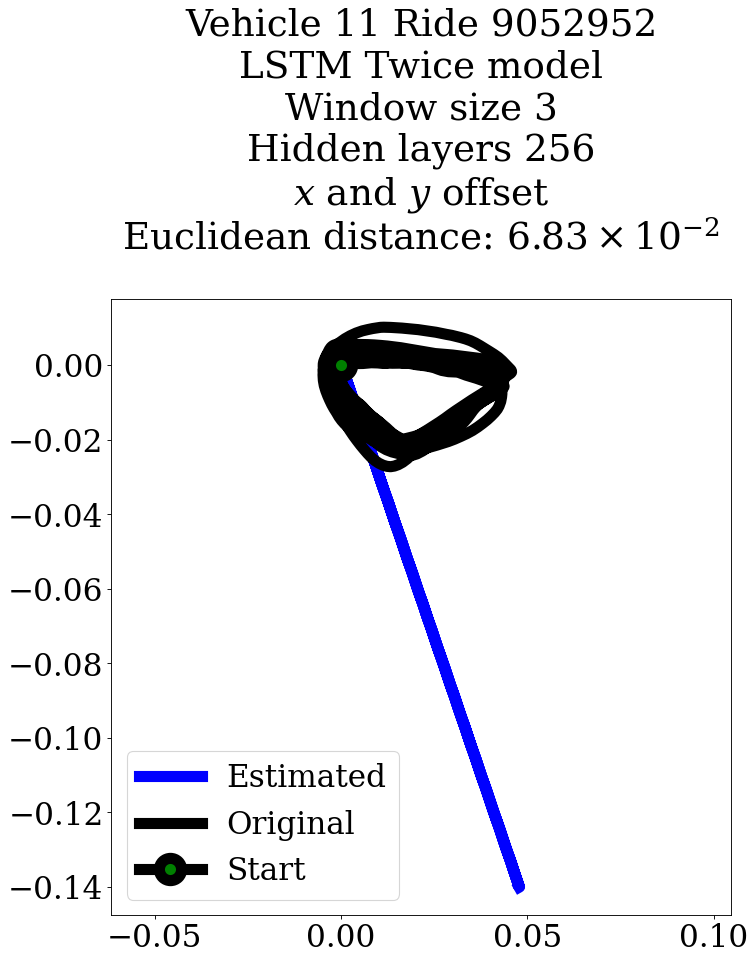 Vehicle 11 Ride 9052952
LSTM Twice model
Window size 3
Hidden layers 256
x and y offset
Euclidean distance: 6.83 × 10⁻²
0.00
−0.02
−0.04
−0.06
−0.08
−0.10
−0.12
−0.14
Estimated
Original
Start
−0.05 0.00 0.05 0.10